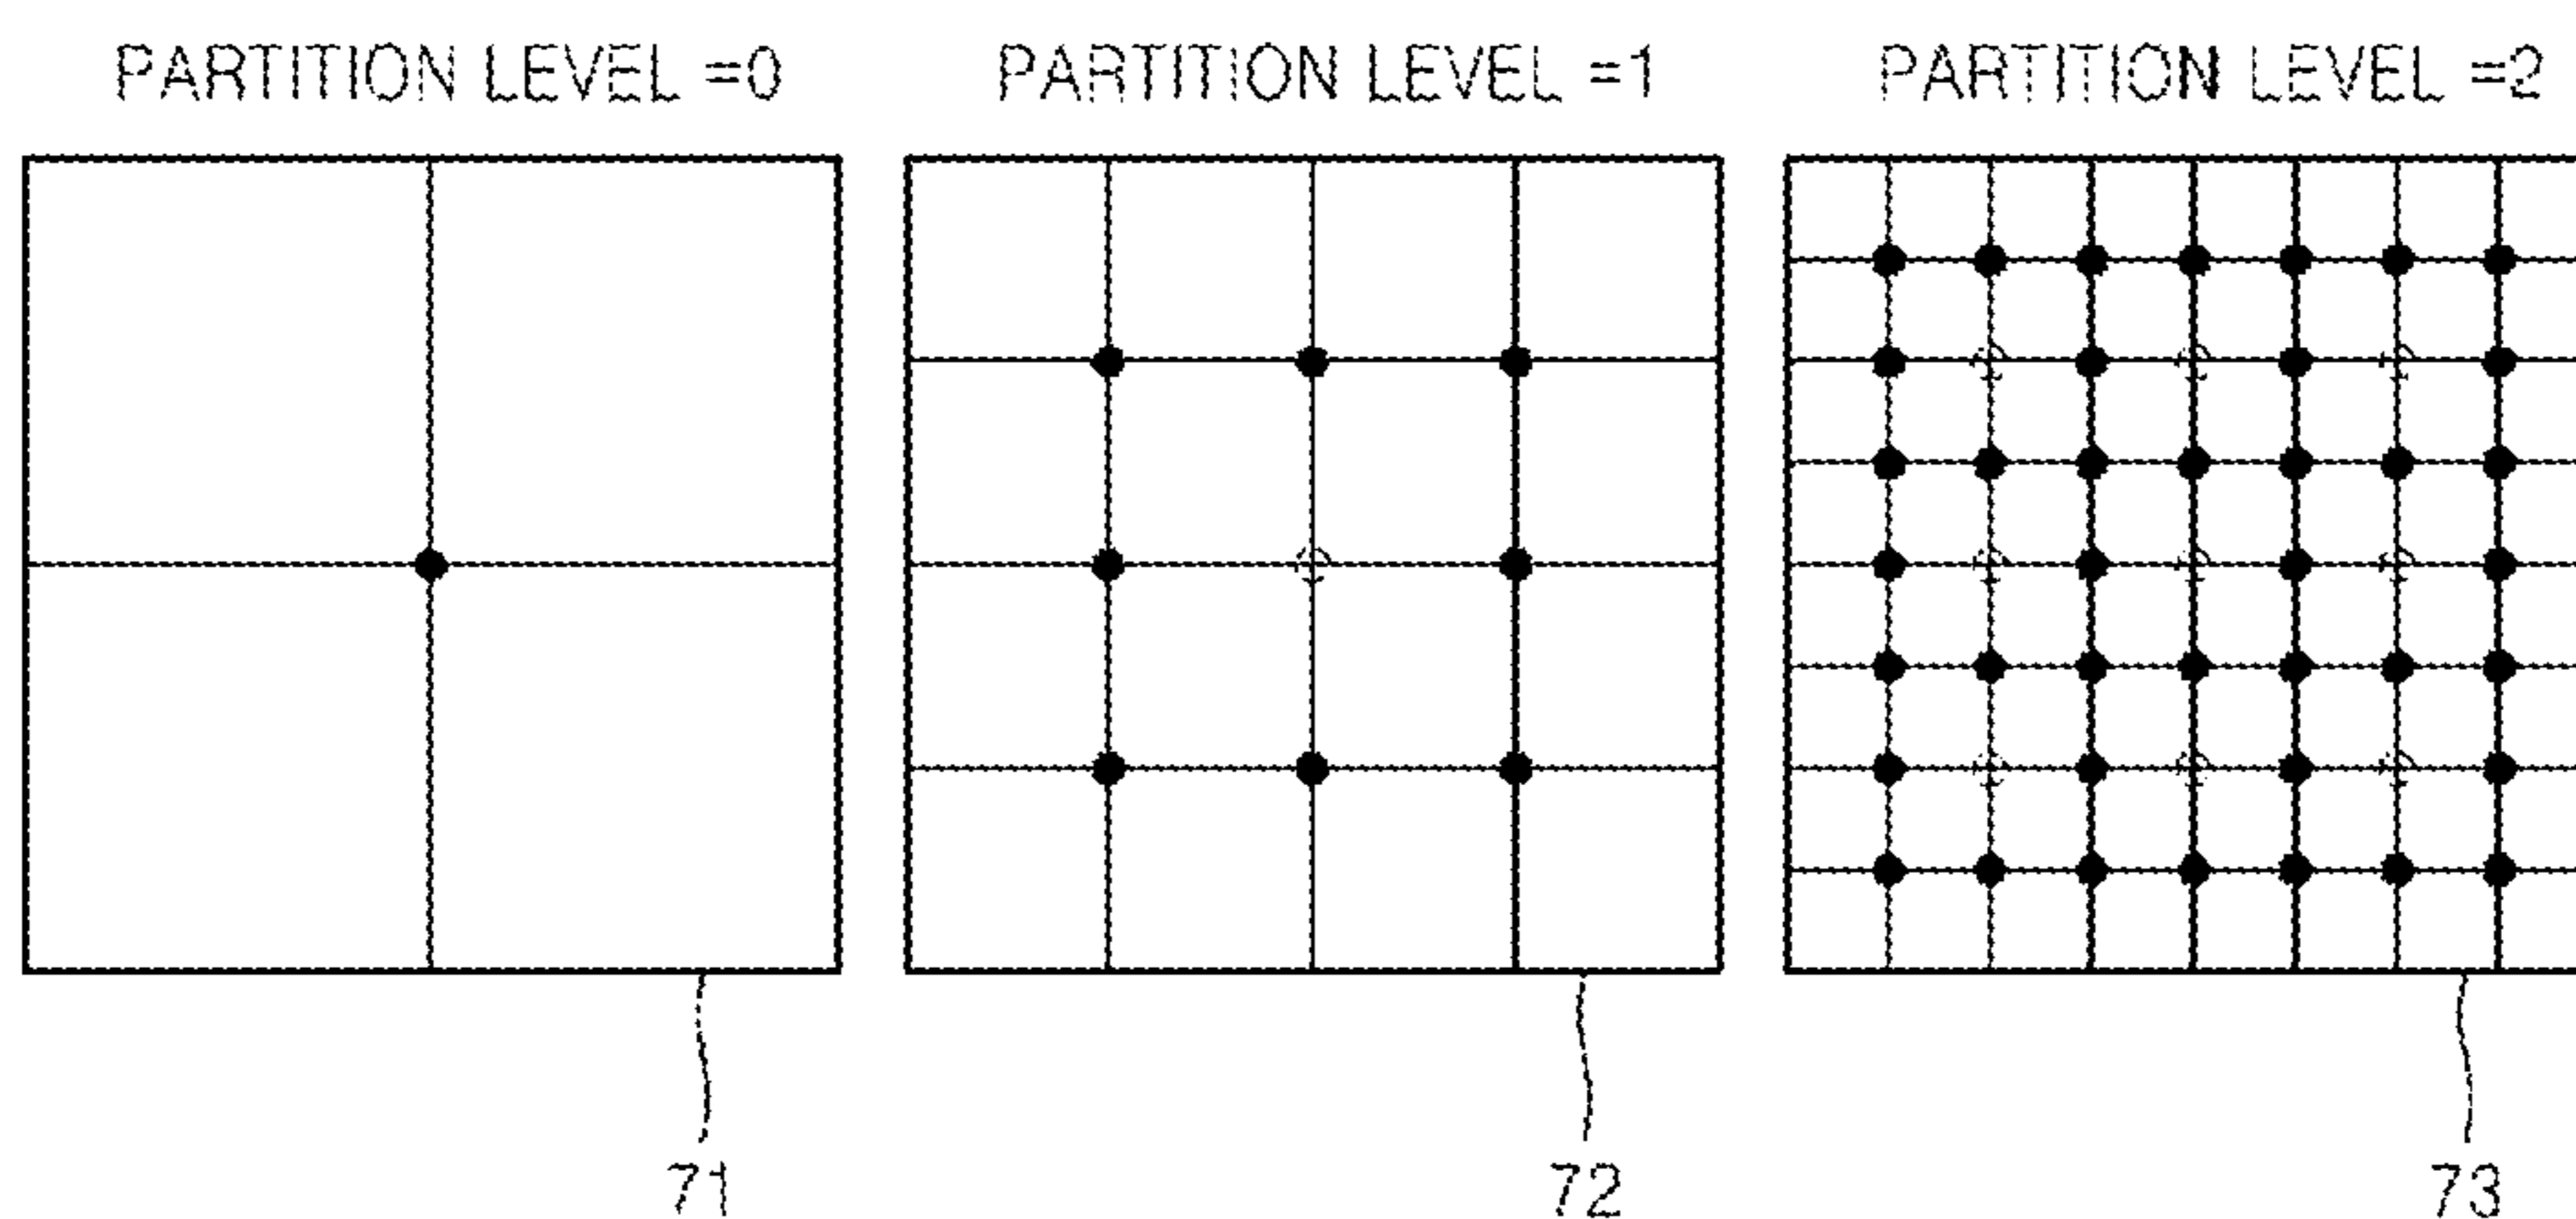 PARTITION LEVEL =0 PARTITION LEVEL =1 PARTITION LEVEL =2
71 72 73